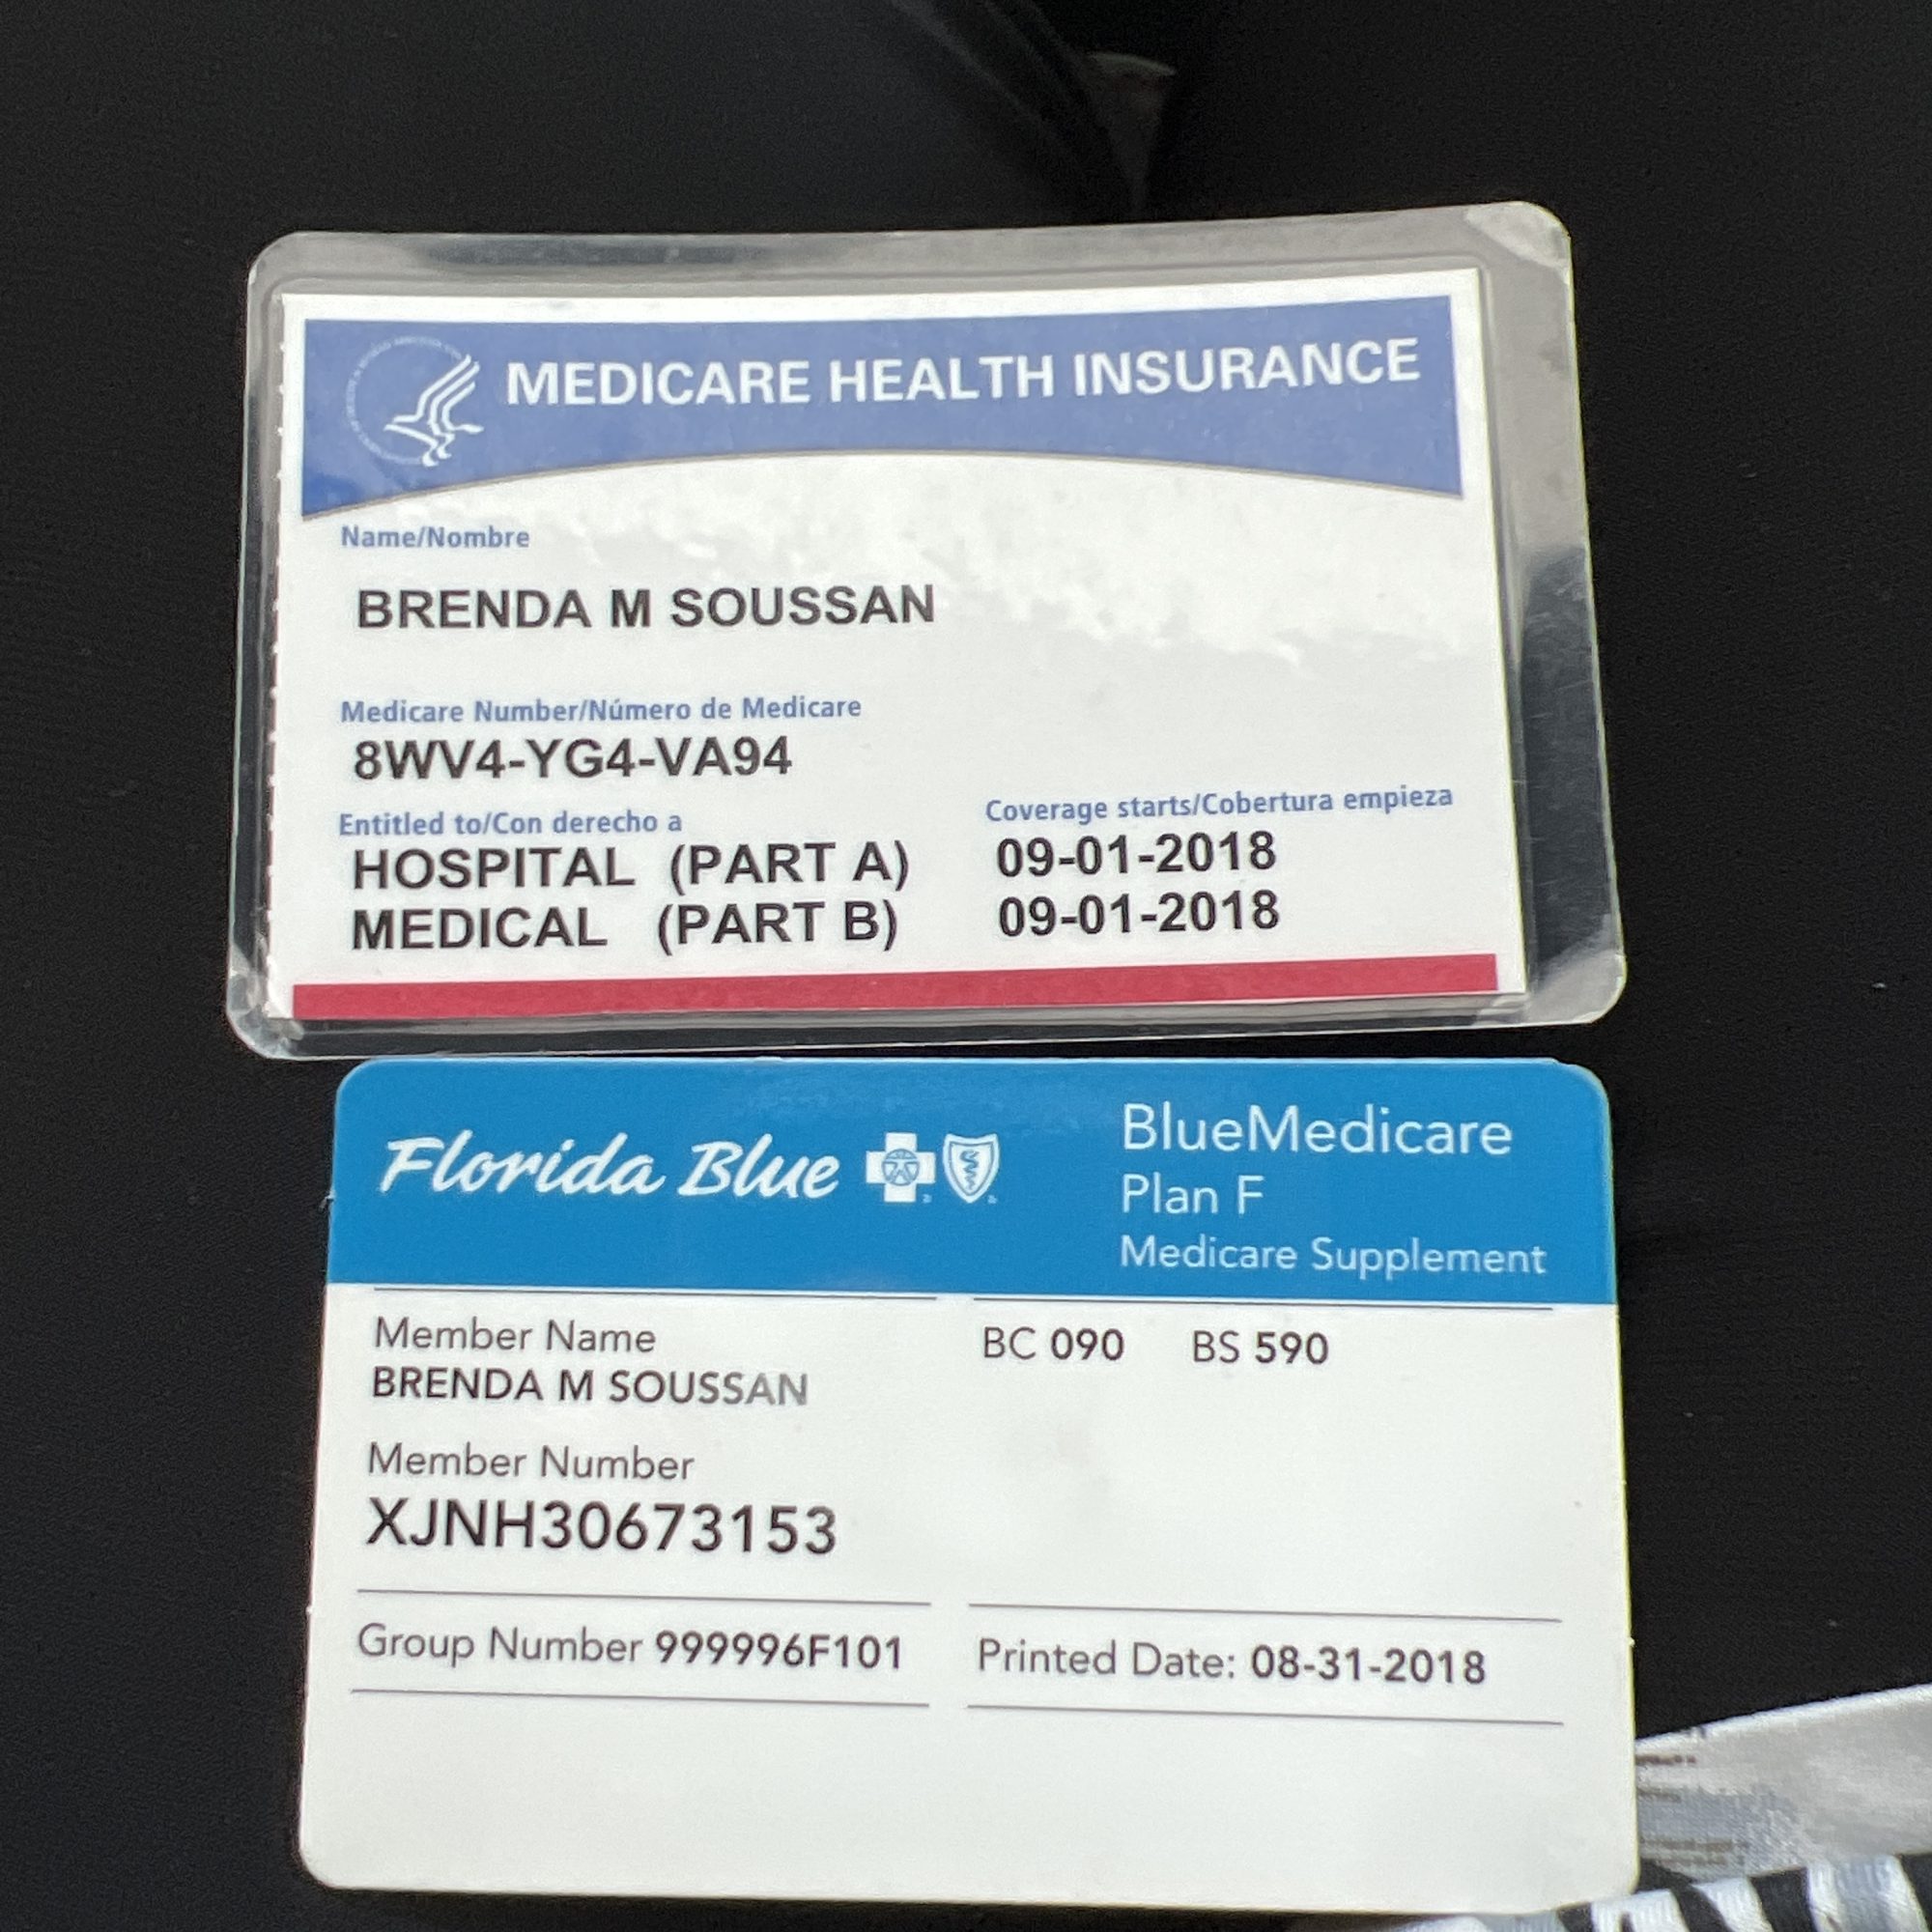 MEDICARE HEALTH INSURANCE
Name/Nombre
BRENDA M SOUSSAN
Medicare Number/Número de Medicare
8WV4-YG4-VA94
Entitled to/Con derecho a
Coverage starts/Cobertura empieza
HOSPITAL (PART A) 09-01-2018
MEDICAL (PART B) 09-01-2018
Florida Blue
BlueMedicare
Plan F
Medicare Supplement
Member Name
BRENDA M SOUSSAN
BC 090 BS 590
Member Number
XJNH30673153
Group Number 999996F101
Printed Date: 08-31-2018